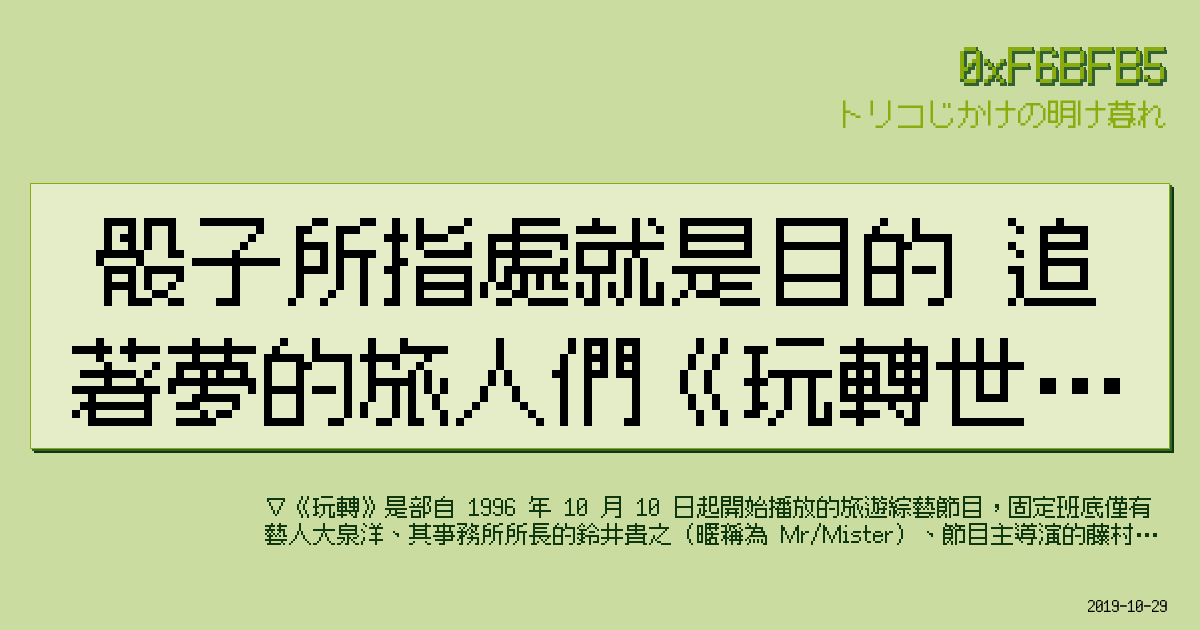 0xF6BFB5
トリコじかけの明け暮れ
骰子所指處就是目的 追
著夢的旅人們《玩轉世…
▽《玩轉》是部自 1996 年 10 月 10 日起開始播放的旅遊綜藝節目，固定班底僅有
藝人大泉洋、其事務所所長的鈴井貴之（暱稱為 Mr/Mister）、節目主導演的藤村…
2019-10-29